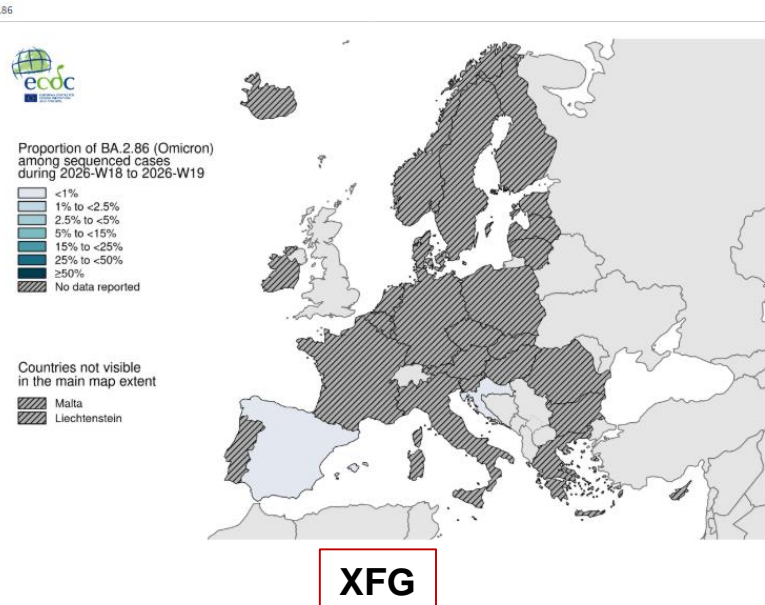 .86
ecdc
Proportion of BA.2.86 (Omicron)
among sequenced cases
during 2026-W18 to 2026-W19
<1%
1% to <2.5%
2.5% to <5%
5% to <15%
15% to <25%
25% to <50%
≥50%
No data reported
Countries not visible
in the main map extent
Malta
Liechtenstein
XFG